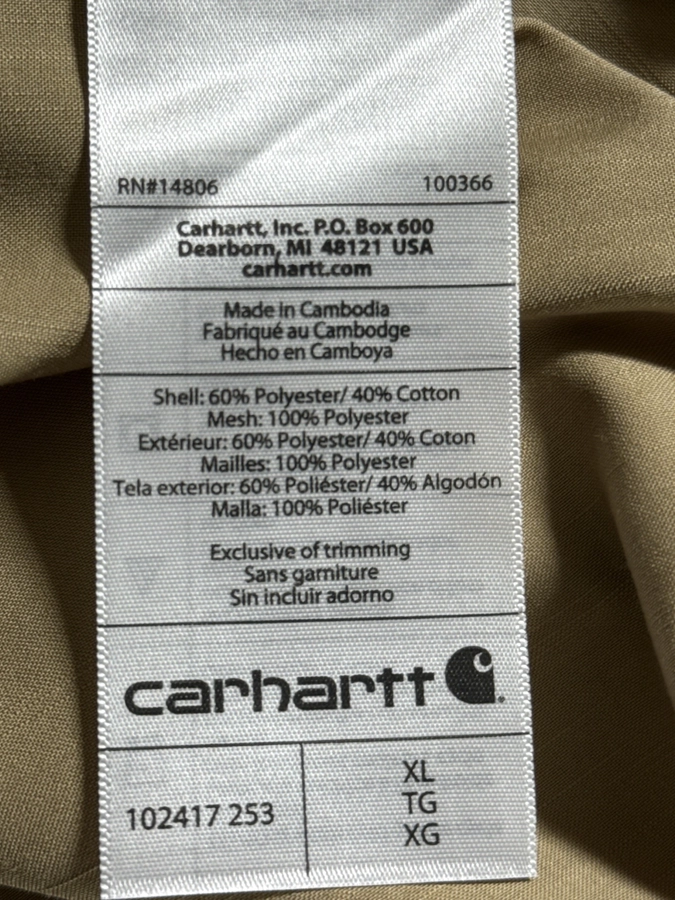 RN#14806 100366
Carhartt, Inc. P.O. Box 600
Dearborn, MI 48121 USA
carhartt.com
Made in Cambodia
Fabriqué au Cambodge
Hecho en Camboya
Shell: 60% Polyester/ 40% Cotton
Mesh: 100% Polyester
Extérieur: 60% Polyester/ 40% Coton
Mailles: 100% Polyester
Tela exterior: 60% Poliéster/ 40% Algodón
Malla: 100% Poliéster
Exclusive of trimming
Sans garniture
Sin incluir adorno
carhartt
102417 253
XL
TG
XG